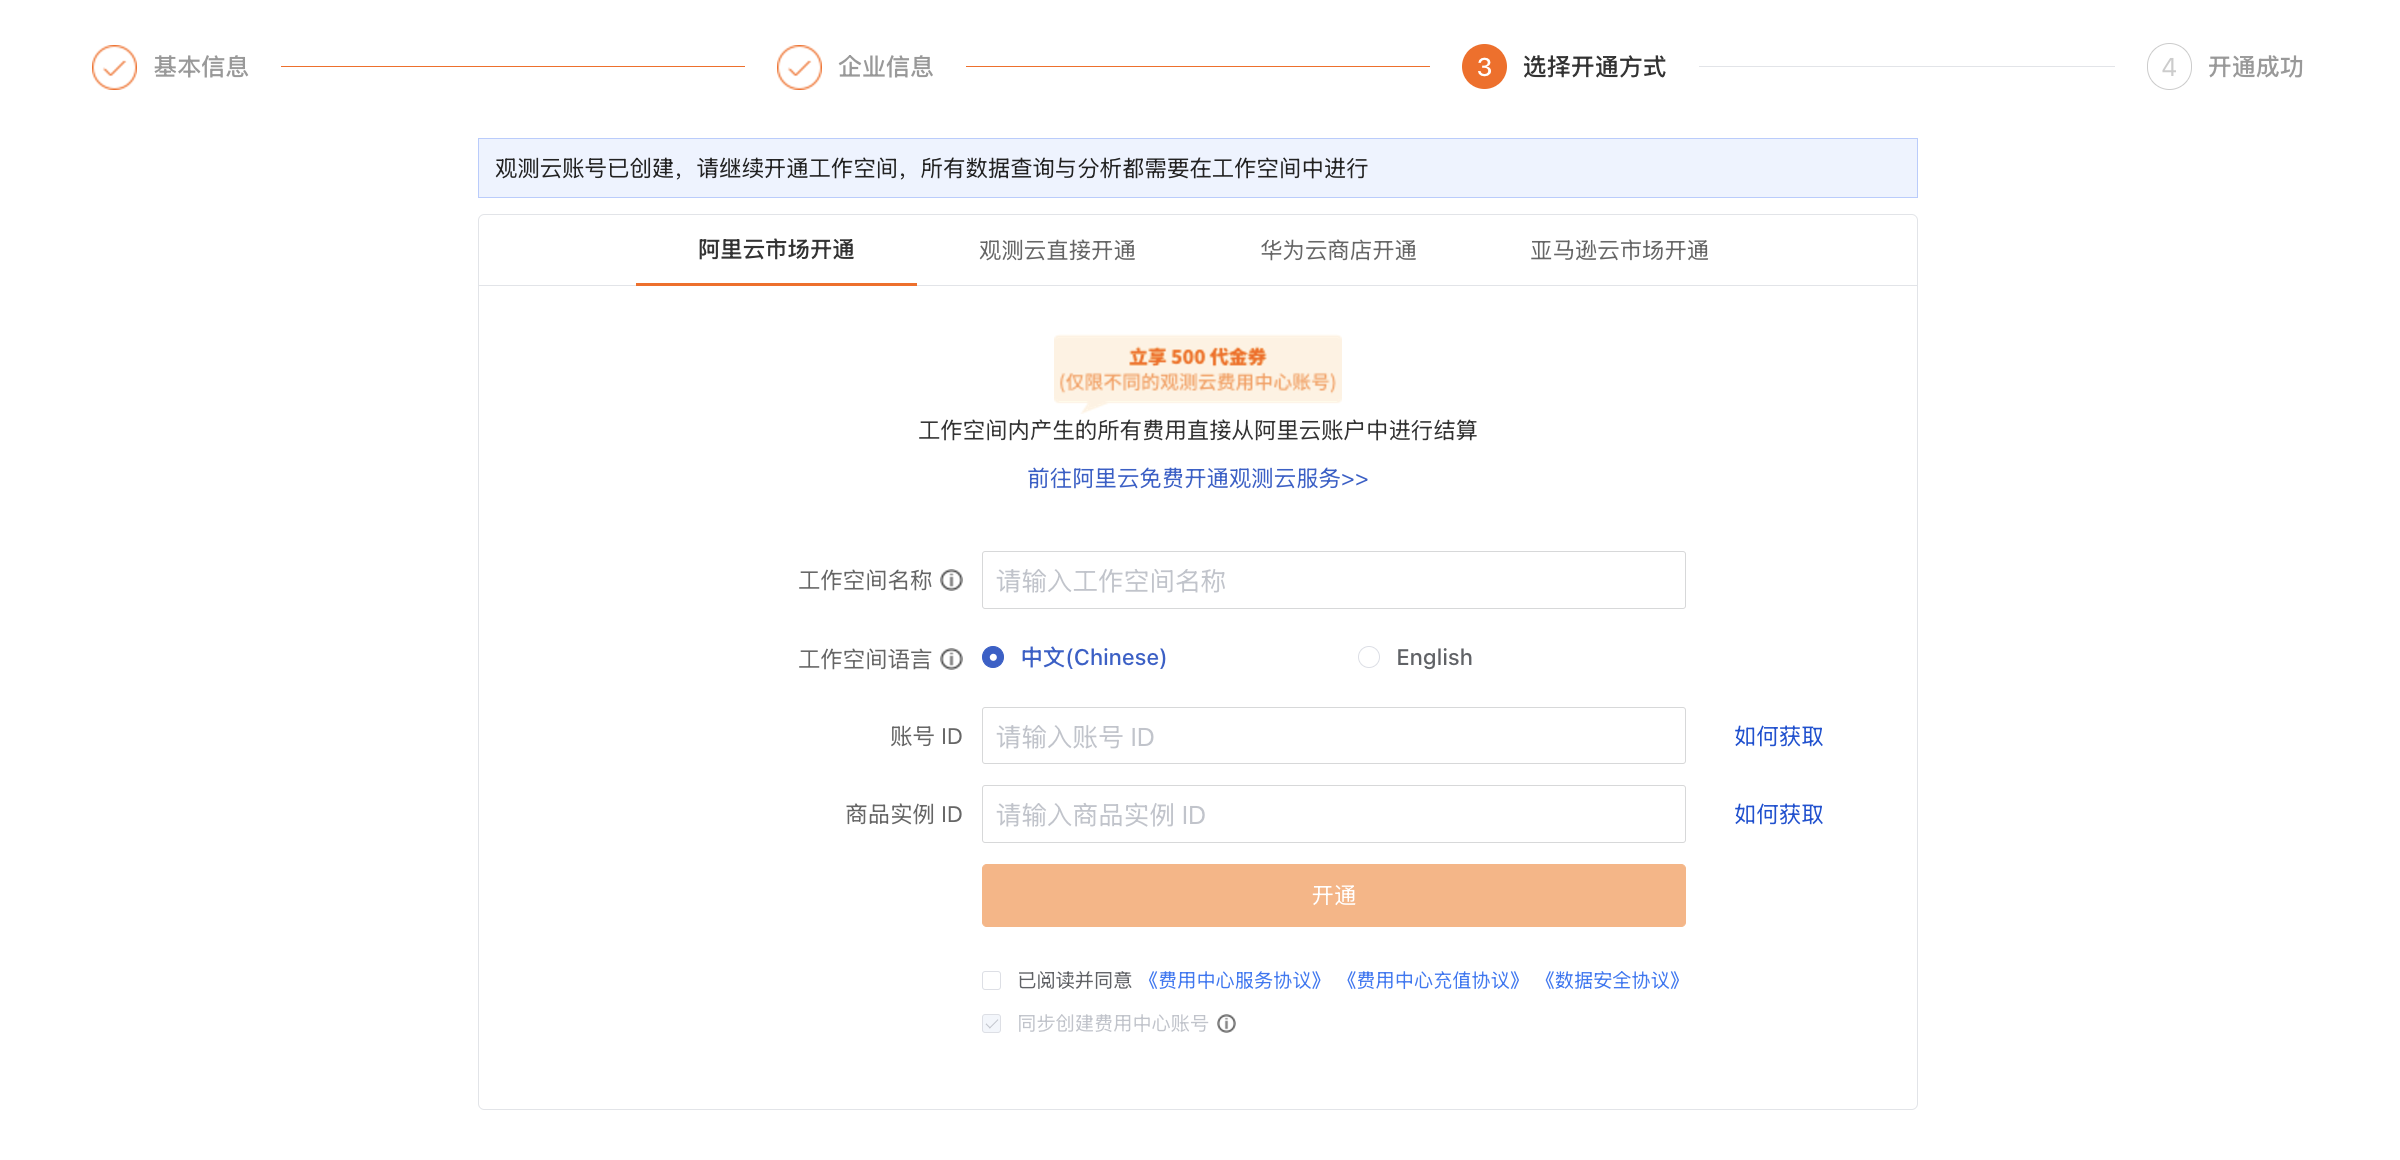 基本信息
企业信息
3 选择开通方式
4 开通成功
观测云账号已创建，请继续开通工作空间，所有数据查询与分析都需要在工作空间中进行
阿里云市场开通 观测云直接开通 华为云商店开通 亚马逊云市场开通
立享 500 代金券
(仅限不同的观测云费用中心账号)
工作空间内产生的所有费用直接从阿里云账户中进行结算
前往阿里云免费开通观测云服务>>
工作空间名称 请输入工作空间名称
工作空间语言 中文(Chinese) English
账号 ID 请输入账号 ID 如何获取
商品实例 ID 请输入商品实例 ID 如何获取
开通
已阅读并同意 《费用中心服务协议》 《费用中心充值协议》 《数据安全协议》
同步创建费用中心账号